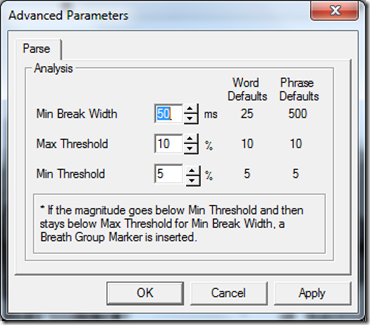 Advanced Parameters
Parse
Analysis
Word Defaults Phrase Defaults
Min Break Width 50 ms 25 500
Max Threshold 10 % 10 10
Min Threshold 5 % 5 5
* If the magnitude goes below Min Threshold and then
stays below Max Threshold for Min Break Width, a
Breath Group Marker is inserted.
OK Cancel Apply